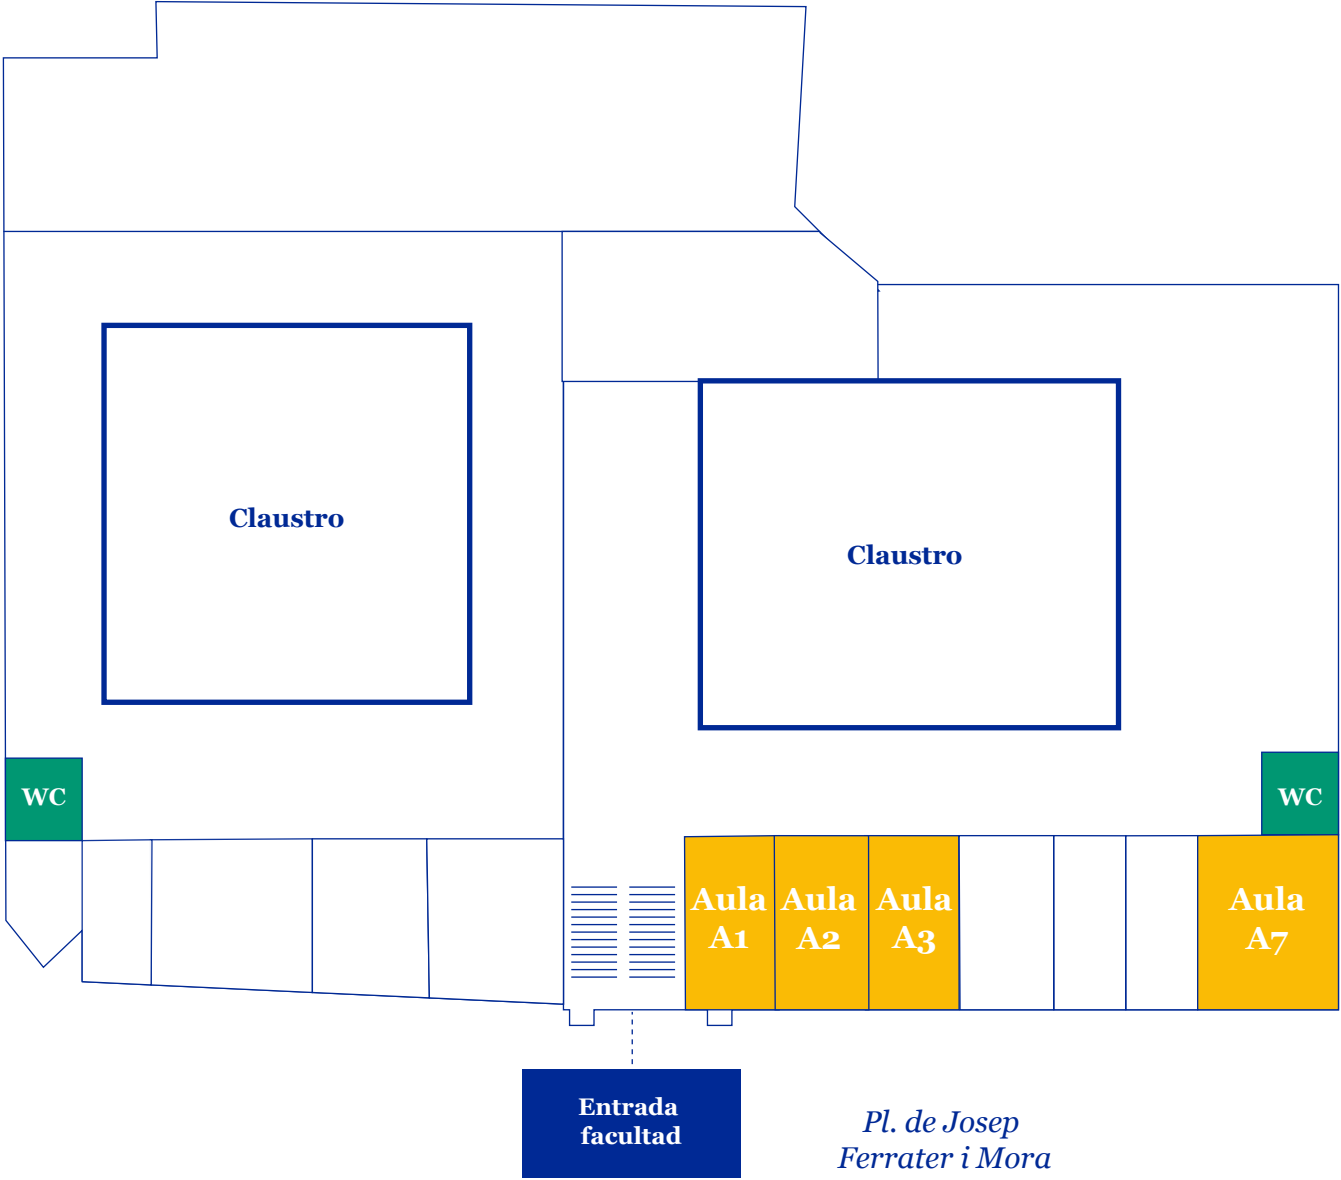 Claustro
Claustro
WC
WC
Aula
A1
Aula
A2
Aula
A3
Aula
A7
Entrada
facultad
Pl. de Josep
Ferrater i Mora